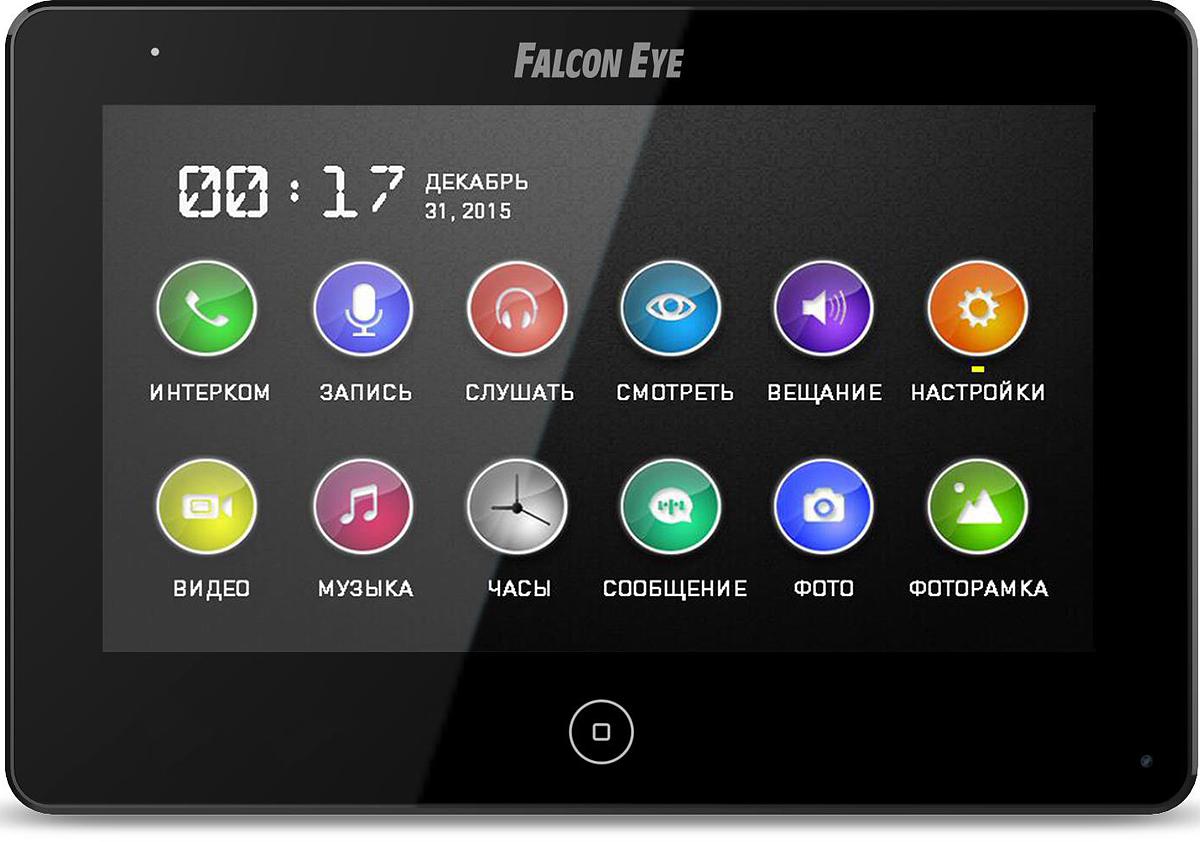 FALCON EYE
00:17 ДЕКАБРЬ
31, 2015
ИНТЕРКОМ ЗАПИСЬ СЛУШАТЬ СМОТРЕТЬ ВЕЩАНИЕ НАСТРОЙКИ
ВИДЕО МУЗЫКА ЧАСЫ СООБЩЕНИЕ ФОТО ФОТОРАМКА